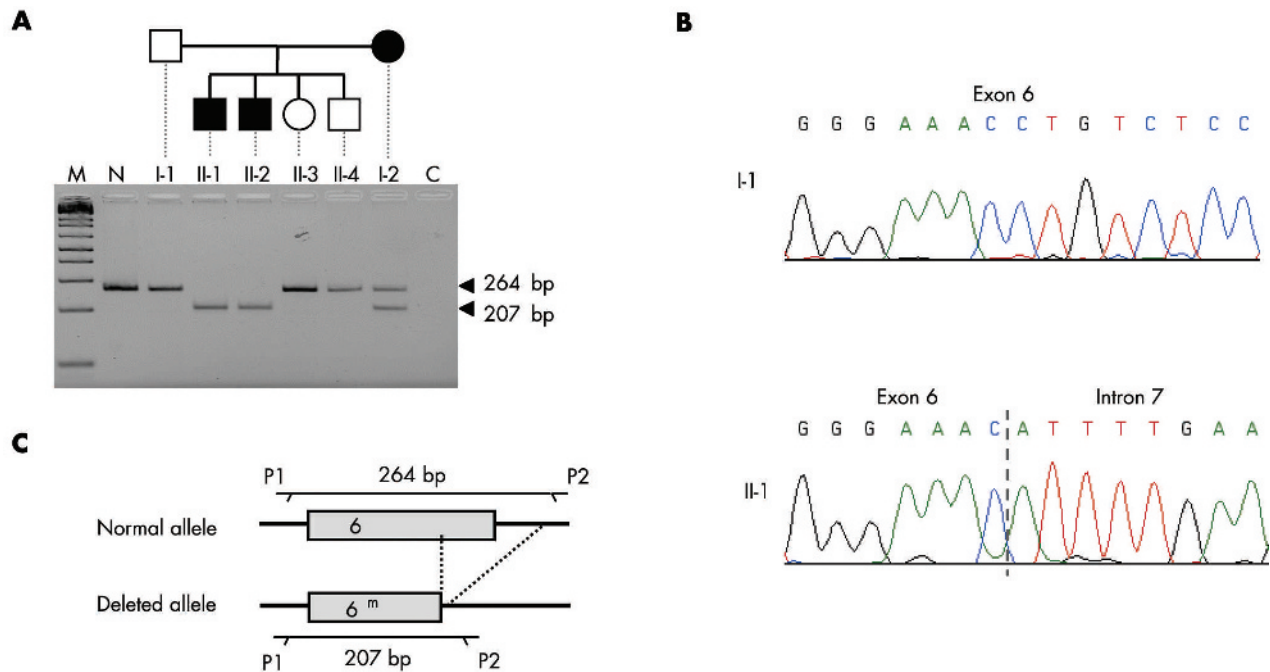 A
M N I-1 II-1 II-2 II-3 II-4 I-2 C
264 bp
207 bp
B
Exon 6
G G G A A A C C T G T C T C C
I-1
Exon 6 Intron 7
G G G A A A C A T T T T G A A
II-1
C
P1 264 bp P2
Normal allele 6
Deleted allele 6 m
P1 207 bp P2